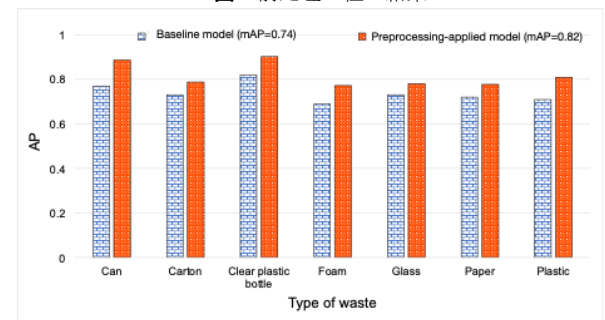 Baseline model (mAP=0.74)
Preprocessing-applied model (mAP=0.82)
1
0.8
0.6
0.4
0.2
0
AP
Can
Carton
Clear plastic
bottle
Foam
Glass
Paper
Plastic
Type of waste